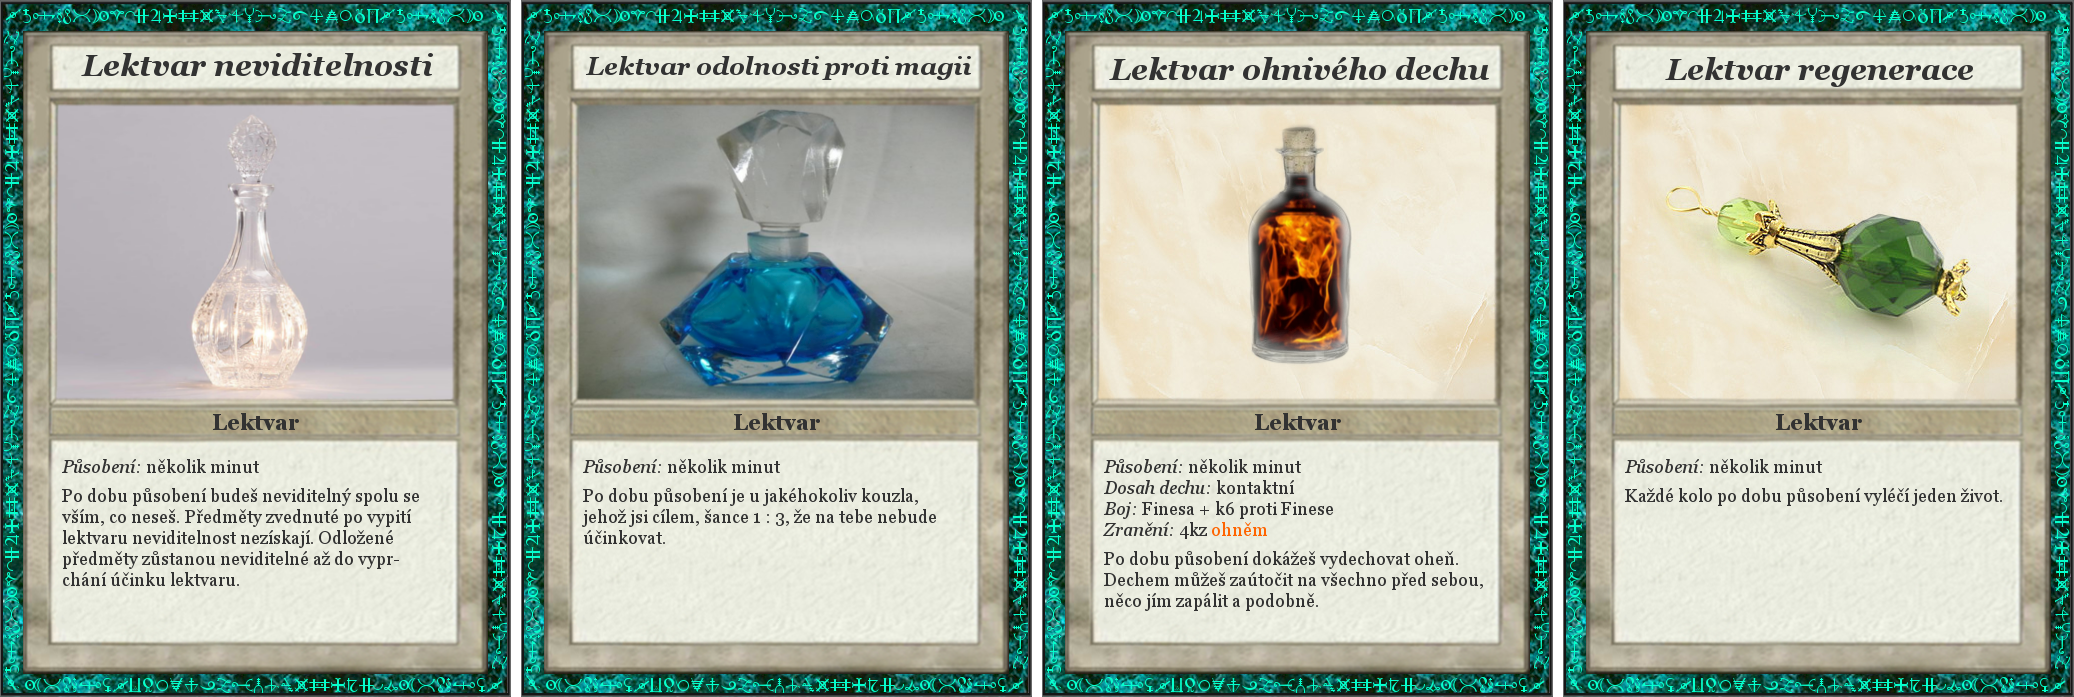 Lektvar neviditelnosti
Lektvar
Působení: několik minut
Po dobu působení budeš neviditelný spolu se
vším, co neseš. Předměty zvednuté po vypití
lektvaru neviditelnost nezískají. Odložené
předměty zůstanou neviditelné až do vypr-
chání účinku lektvaru.
Lektvar odolnosti proti magii
Lektvar
Působení: několik minut
Po dobu působení je u jakéhokoliv kouzla,
jehož jsi cílem, šance 1 : 3, že na tebe nebude
účinkovat.
Lektvar ohnivého dechu
Lektvar
Působení: několik minut
Dosah dechu: kontaktní
Boj: Finesa + k6 proti Finese
Zranění: 4kz ohněm
Po dobu působení dokážeš vydechovat oheň.
Dechem můžeš zaútočit na všechno před sebou,
něco jím zapálit a podobně.
Lektvar regenerace
Lektvar
Působení: několik minut
Každé kolo po dobu působení vyléčí jeden život.